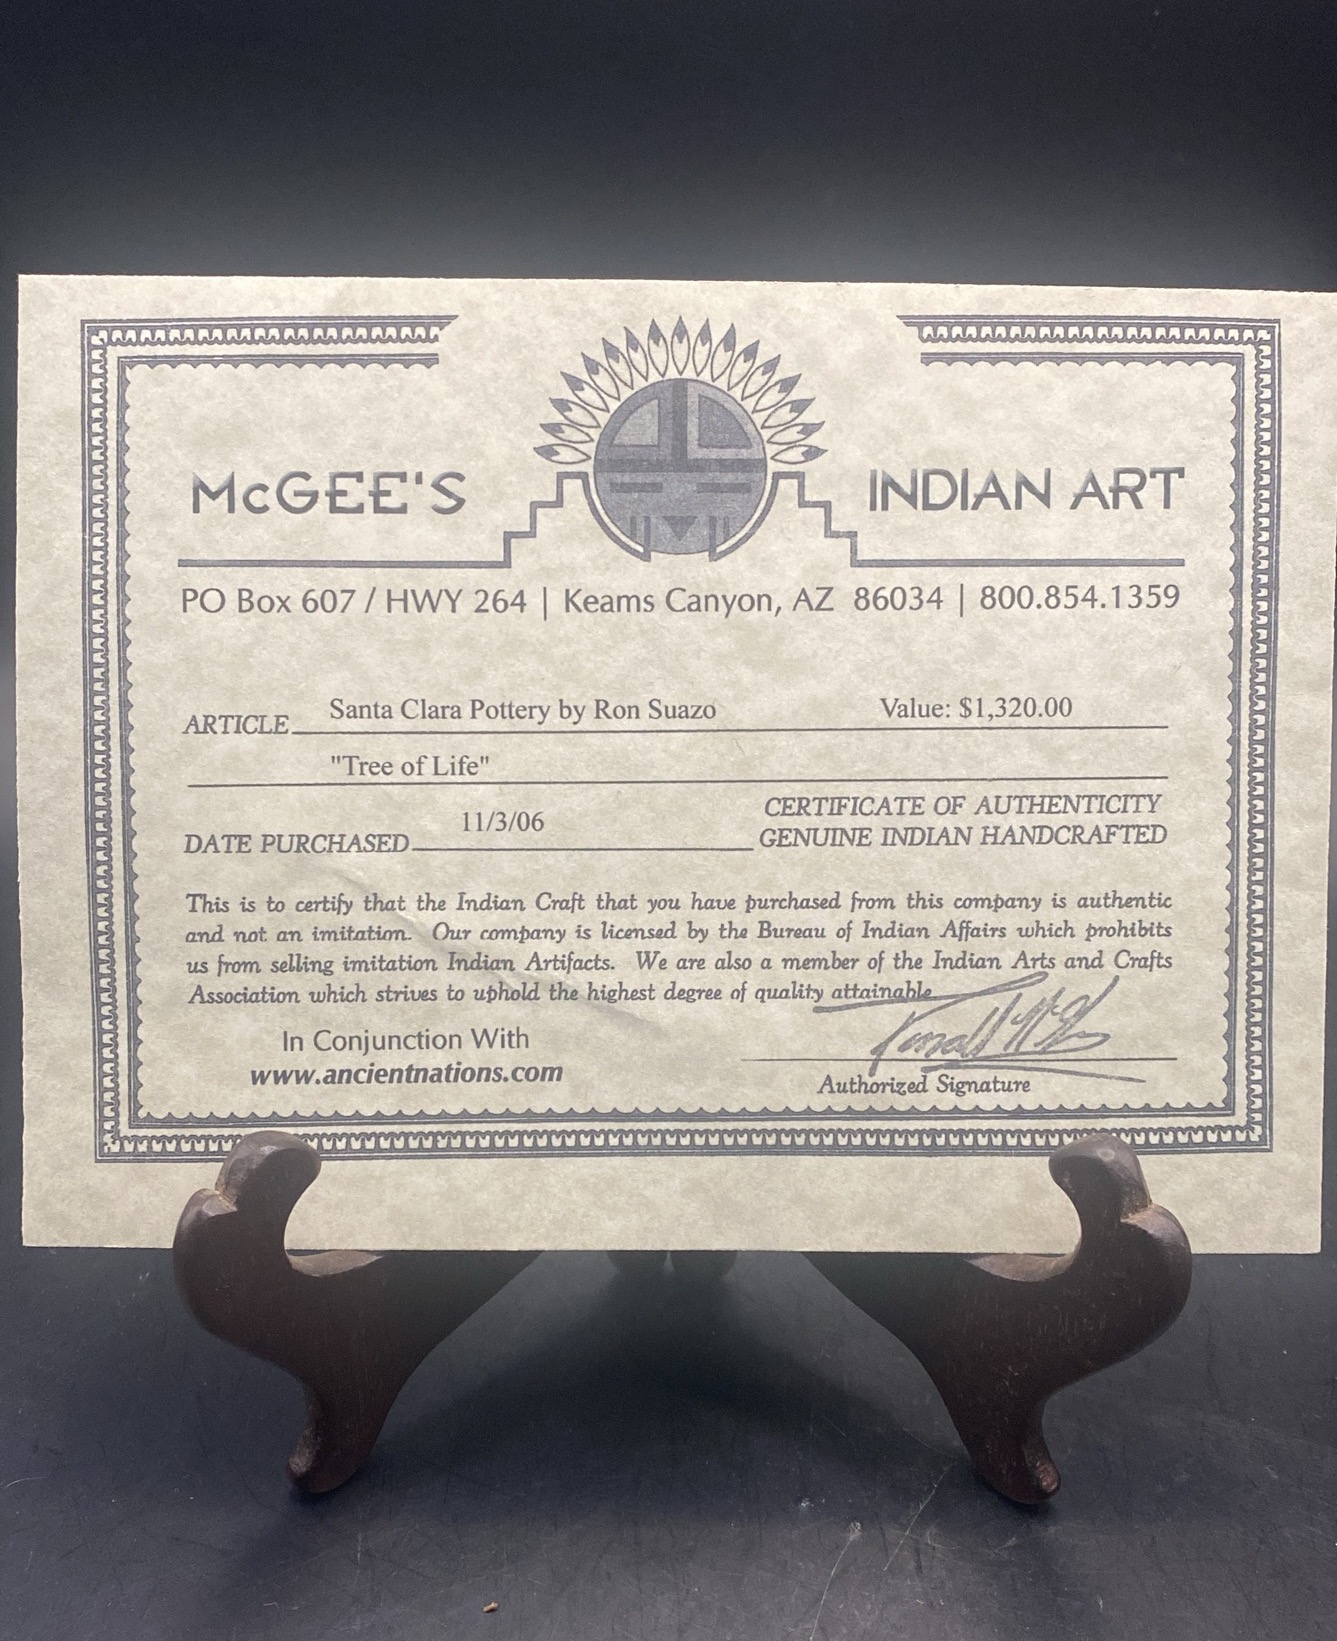 McGEE'S INDIAN ART
PO Box 607 / HWY 264 | Keams Canyon, AZ 86034 | 800.854.1359
ARTICLE Santa Clara Pottery by Ron Suazo Value: $1,320.00
"Tree of Life"
DATE PURCHASED 11/3/06
CERTIFICATE OF AUTHENTICITY
GENUINE INDIAN HANDCRAFTED
This is to certify that the Indian Craft that you have purchased from this company is authentic
and not an imitation. Our company is licensed by the Bureau of Indian Affairs which prohibits
us from selling imitation Indian Artifacts. We are also a member of the Indian Arts and Crafts
Association which strives to uphold the highest degree of quality attainable
In Conjunction With
www.ancientnations.com
Authorized Signature